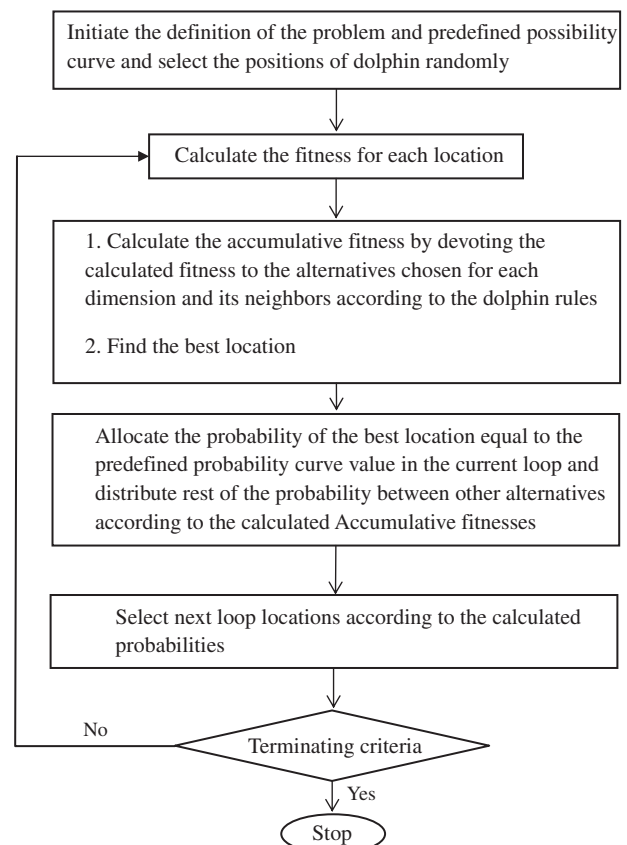 Initiate the definition of the problem and predefined possibility
curve and select the positions of dolphin randomly
Calculate the fitness for each location
1. Calculate the accumulative fitness by devoting the
calculated fitness to the alternatives chosen for each
dimension and its neighbors according to the dolphin rules
2. Find the best location
Allocate the probability of the best location equal to the
predefined probability curve value in the current loop and
distribute rest of the probability between other alternatives
according to the calculated Accumulative fitnesses
Select next loop locations according to the calculated
probabilities
No
Terminating criteria
Yes
Stop